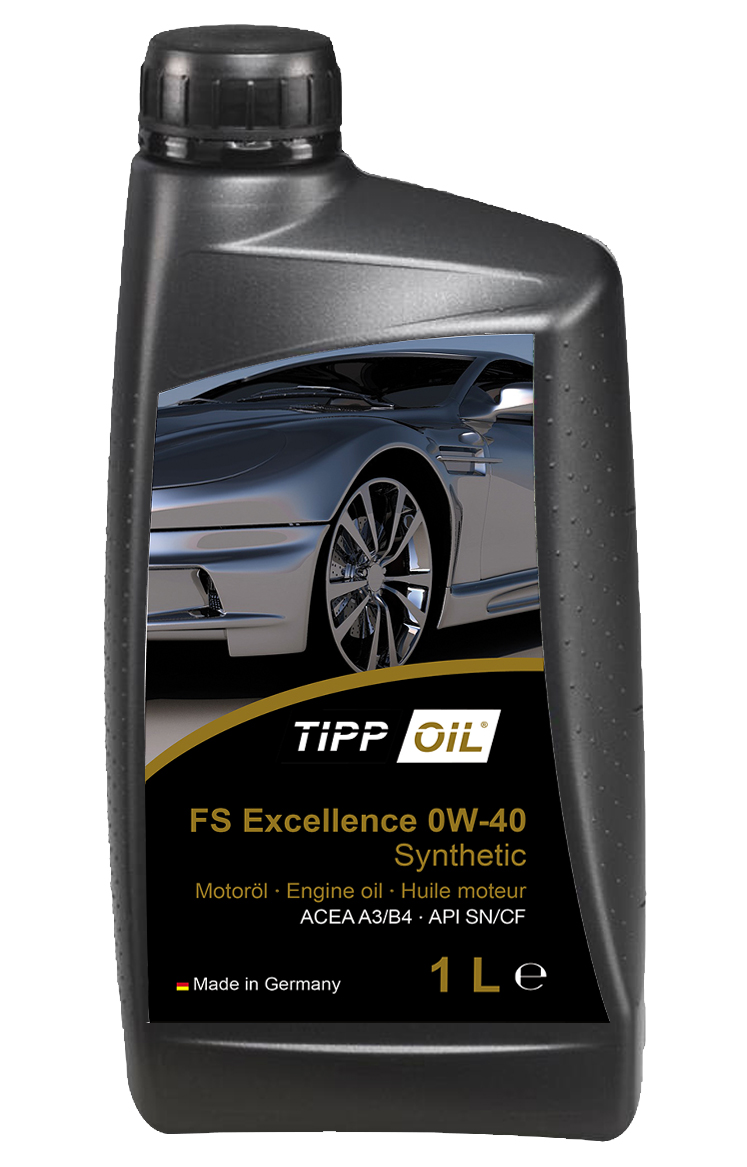 TIPP OIL®
FS Excellence 0W-40
Synthetic
Motoröl · Engine oil · Huile moteur
ACEA A3/B4 · API SN/CF
1 L ℮
Made in Germany